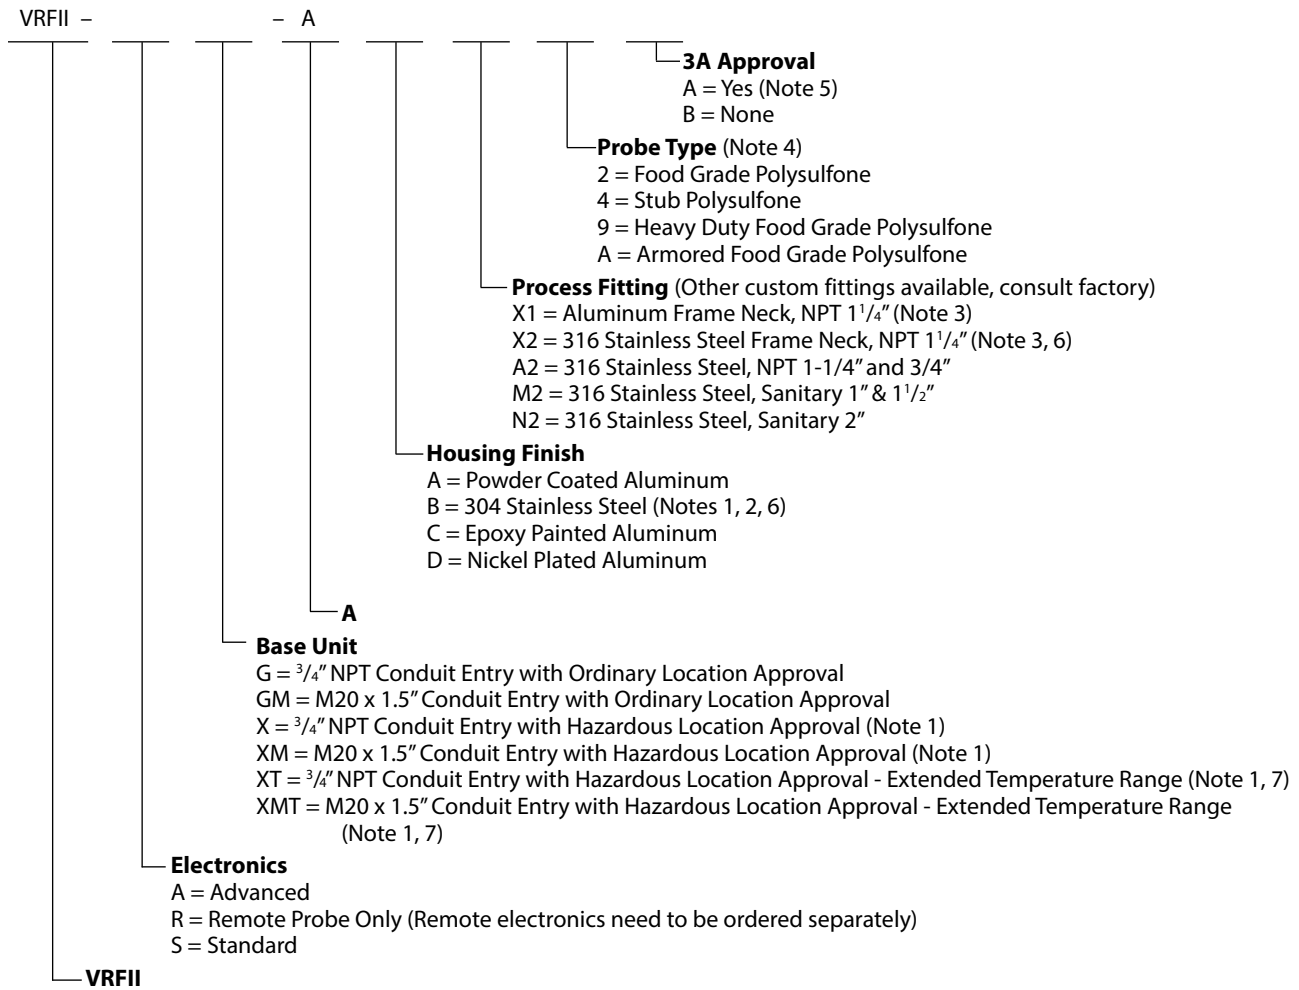 VRFII – – A
3A Approval
A = Yes (Note 5)
B = None
Probe Type (Note 4)
2 = Food Grade Polysulfone
4 = Stub Polysulfone
9 = Heavy Duty Food Grade Polysulfone
A = Armored Food Grade Polysulfone
Process Fitting (Other custom fittings available, consult factory)
X1 = Aluminum Frame Neck, NPT 1¹/₄” (Note 3)
X2 = 316 Stainless Steel Frame Neck, NPT 1¹/₄” (Note 3, 6)
A2 = 316 Stainless Steel, NPT 1-1/4” and 3/4”
M2 = 316 Stainless Steel, Sanitary 1” & 1¹/₂”
N2 = 316 Stainless Steel, Sanitary 2”
Housing Finish
A = Powder Coated Aluminum
B = 304 Stainless Steel (Notes 1, 2, 6)
C = Epoxy Painted Aluminum
D = Nickel Plated Aluminum
A
Base Unit
G = ³/₄” NPT Conduit Entry with Ordinary Location Approval
GM = M20 x 1.5” Conduit Entry with Ordinary Location Approval
X = ³/₄” NPT Conduit Entry with Hazardous Location Approval (Note 1)
XM = M20 x 1.5” Conduit Entry with Hazardous Location Approval (Note 1)
XT = ³/₄” NPT Conduit Entry with Hazardous Location Approval - Extended Temperature Range (Note 1, 7)
XMT = M20 x 1.5” Conduit Entry with Hazardous Location Approval - Extended Temperature Range
(Note 1, 7)
Electronics
A = Advanced
R = Remote Probe Only (Remote electronics need to be ordered separately)
S = Standard
VRFII